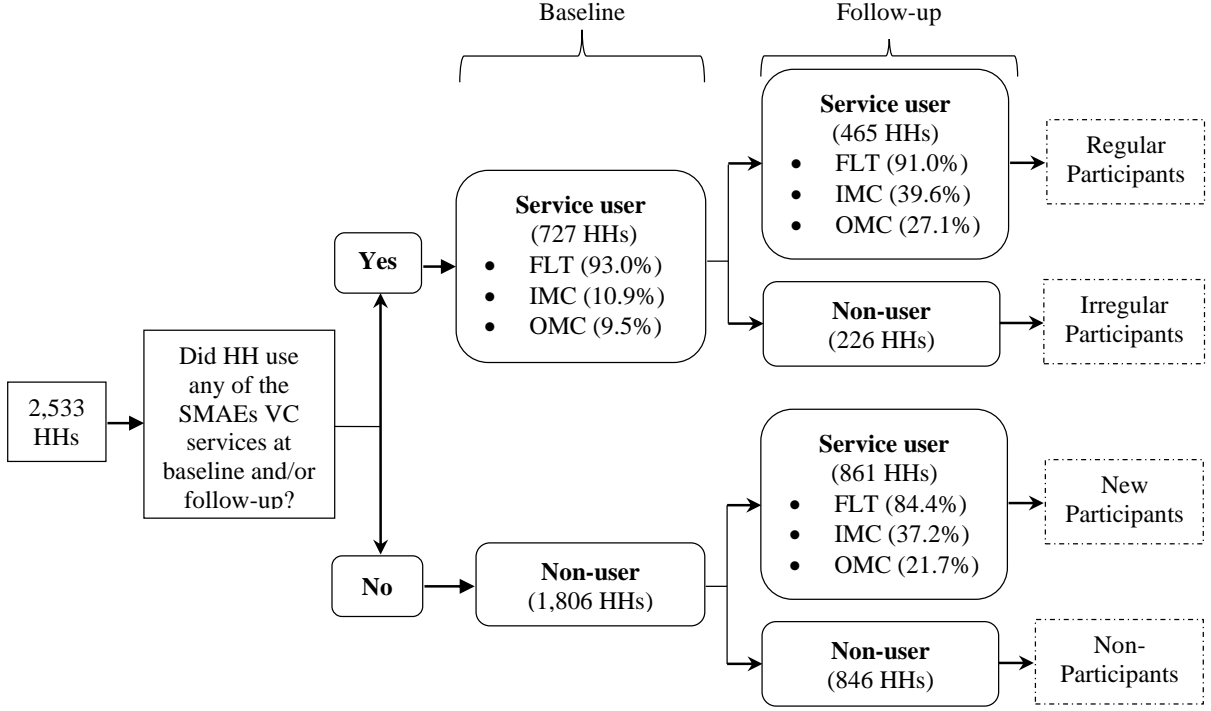 Baseline
Follow-up
2,533
HHs
Did HH use
any of the
SMAEs VC
services at
baseline and/or
follow-up?
Yes
No
Service user
(727 HHs)
• FLT (93.0%)
• IMC (10.9%)
• OMC (9.5%)
Non-user
(1,806 HHs)
Service user
(465 HHs)
• FLT (91.0%)
• IMC (39.6%)
• OMC (27.1%)
Regular
Participants
Non-user
(226 HHs)
Irregular
Participants
Service user
(861 HHs)
• FLT (84.4%)
• IMC (37.2%)
• OMC (21.7%)
New
Participants
Non-user
(846 HHs)
Non-
Participants